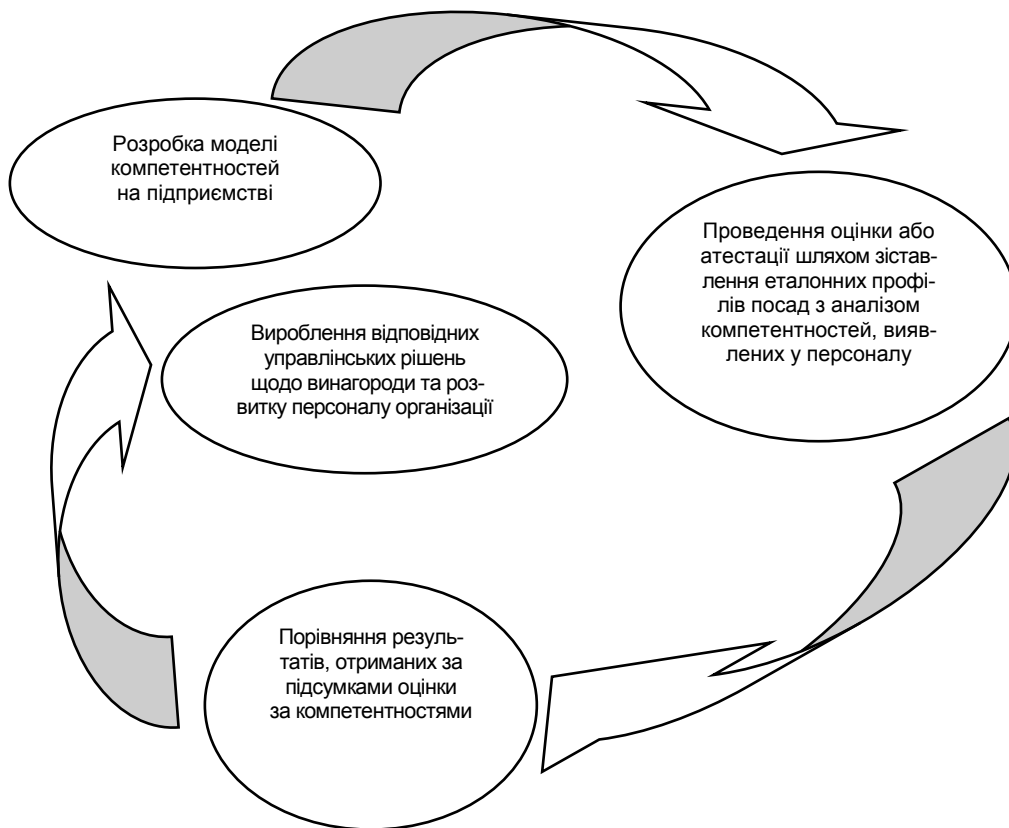 Розробка моделі
компетентностей
на підприємстві
Проведення оцінки або
атестації шляхом зістав-
лення еталонних профі-
лів посад з аналізом
компетентностей, вияв-
лених у персоналу
Вироблення відповідних
управлінських рішень
щодо винагороди та роз-
витку персоналу організації
Порівняння резуль-
татів, отриманих за
підсумками оцінки
за компетентностями